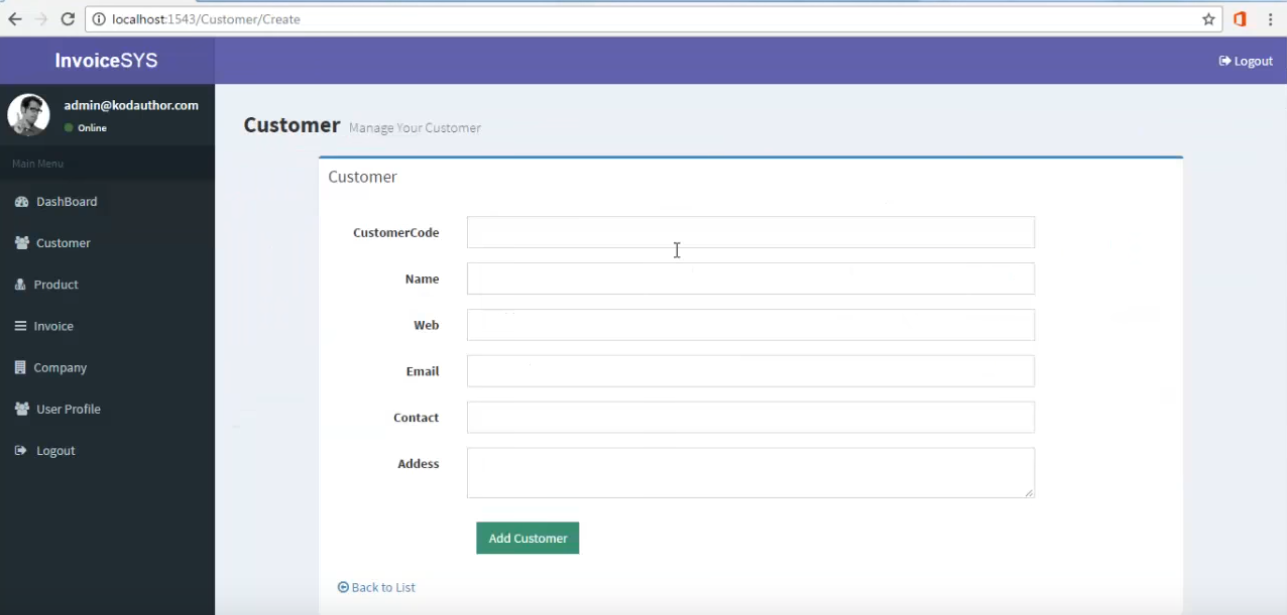 localhost:1543/Customer/Create
InvoiceSYS
Logout
admin@kodauthor.com
Online
Main Menu
DashBoard
Customer
Product
Invoice
Company
User Profile
Logout
Customer Manage Your Customer
Customer
CustomerCode
Name
Web
Email
Contact
Addess
Add Customer
Back to List